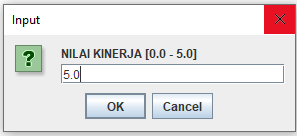 Input
NILAI KINERJA [0.0 - 5.0]
5.0
OK
Cancel